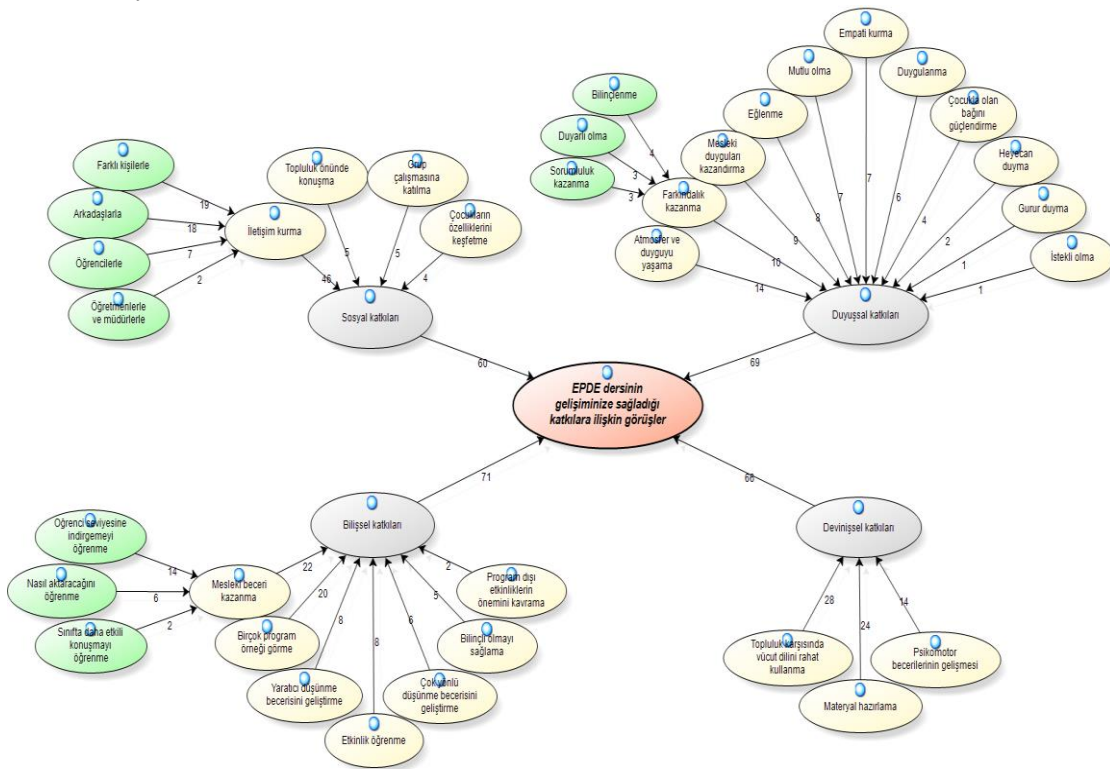 Empati kurma
Mutlu olma
Duygulanma
Eğlenme
Çocukla olan
bağını
güçlendirme
Bilinçlenme
Mesleki
duyguları
kazandırma
Heyecan
duyma
Duyarlı olma
Gurur duyma
Sorumluluk
kazanma
Farkındalık
kazanma
İstekli olma
Atmosfer ve
duyguyu
yaşama
4
3
3
14
10
9
8
7
7
6
4
2
1
1
Duyuşsal katkıları
69
Farklı kişilerle
Arkadaşlarla
Öğrencilerle
Öğretmenlerle
ve müdürlerle
19
18
7
2
İletişim kurma
Topluluk önünde
konuşma
Grup
çalışmasına
katılma
Çocukların
özelliklerini
keşfetme
46
5
5
4
Sosyal katkıları
60
EPDE dersinin
gelişiminize sağladığı
katkılara ilişkin görüşler
71
66
Bilişsel katkıları
Öğrenci seviyesine
indirgemeyi
öğrenme
Nasıl aktaracağını
öğrenme
Sınıfta daha etkili
konuşmayı
öğrenme
14
6
2
Mesleki beceri
kazanma
22
20
8
8
6
5
2
Birçok program
örneği görme
Yaratıcı düşünme
becerisini geliştirme
Etkinlik öğrenme
Çok yönlü
düşünme becerisini
geliştirme
Bilinçli olmayı
sağlama
Program dışı
etkinliklerin
önemini kavrama
Devinişsel katkıları
28
24
14
Topluluk karşısında
vücut dilini rahat
kullanma
Materyal hazırlama
Psikomotor
becerilerinin gelişmesi